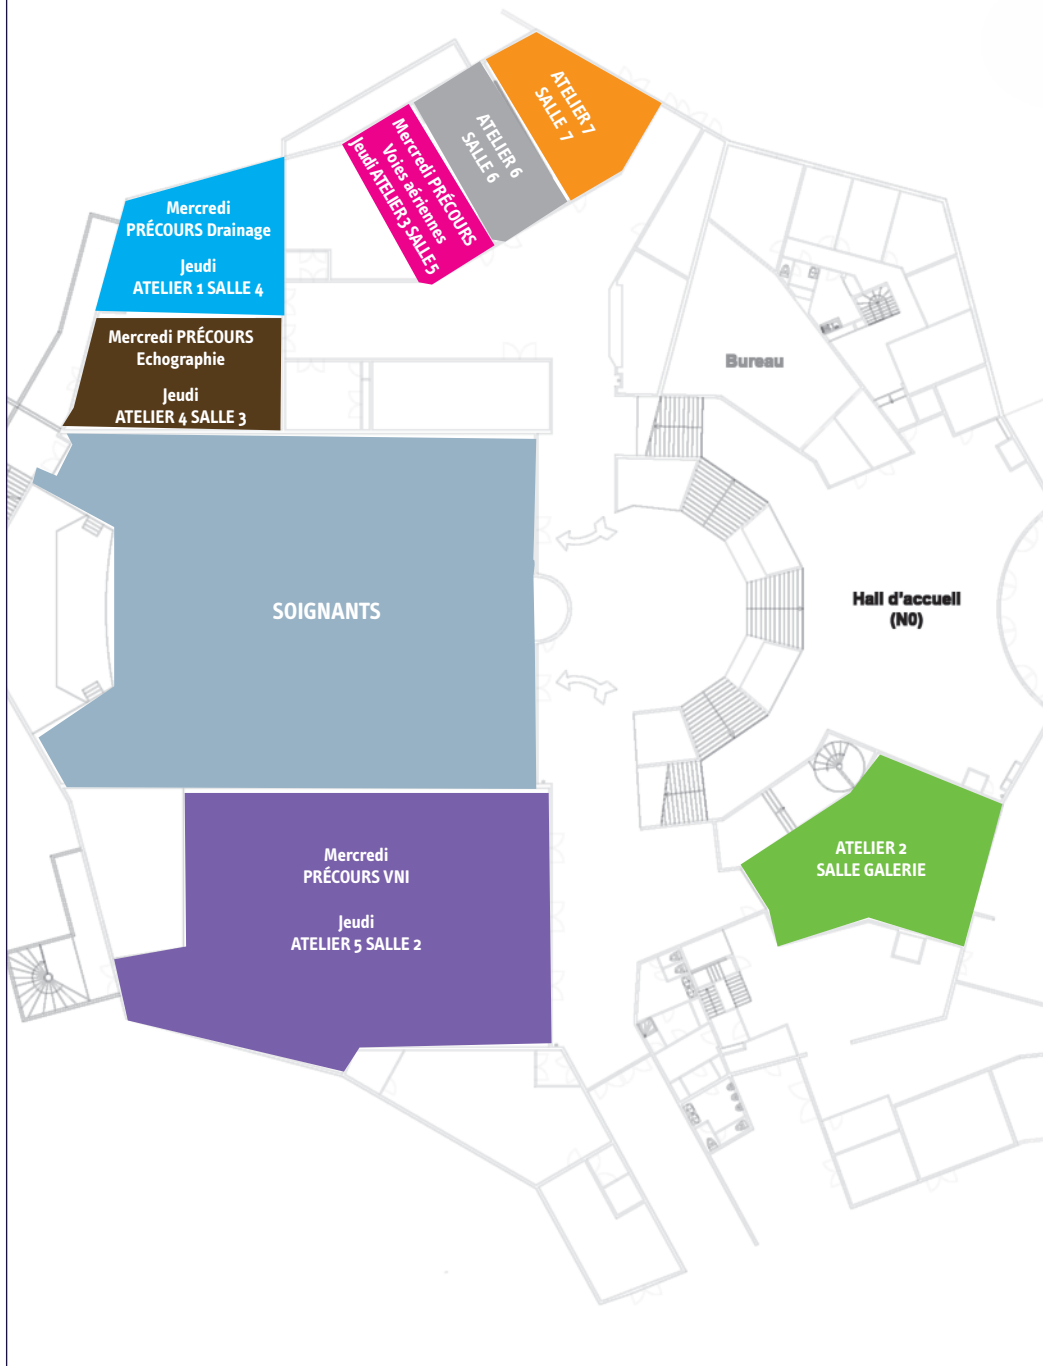 ATELIER 7
SALLE 7
ATELIER 6
SALLE 6
Mercredi PRÉCOURS
Voies aériennes
Jeudi ATELIER 3 SALLE 5
Mercredi
PRÉCOURS Drainage
Jeudi
ATELIER 1 SALLE 4
Mercredi PRÉCOURS
Echographie
Jeudi
ATELIER 4 SALLE 3
Bureau
SOIGNANTS
Hall d'accueil
(N0)
Mercredi
PRÉCOURS VNI
Jeudi
ATELIER 5 SALLE 2
ATELIER 2
SALLE GALERIE